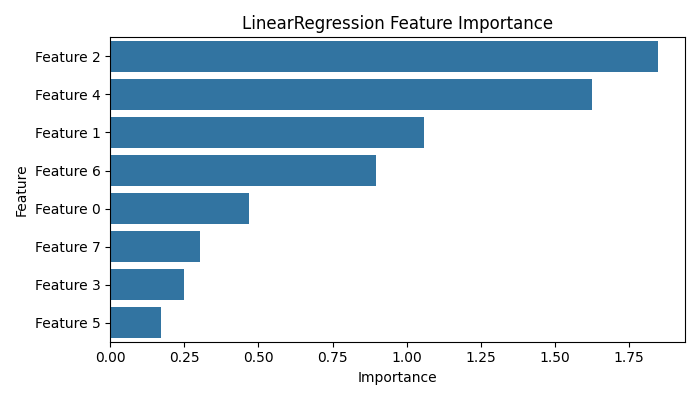 LinearRegression Feature Importance
Feature 2
Feature 4
Feature 1
Feature 6
Feature 0
Feature 7
Feature 3
Feature 5
Feature
0.00 0.25 0.50 0.75 1.00 1.25 1.50 1.75
Importance